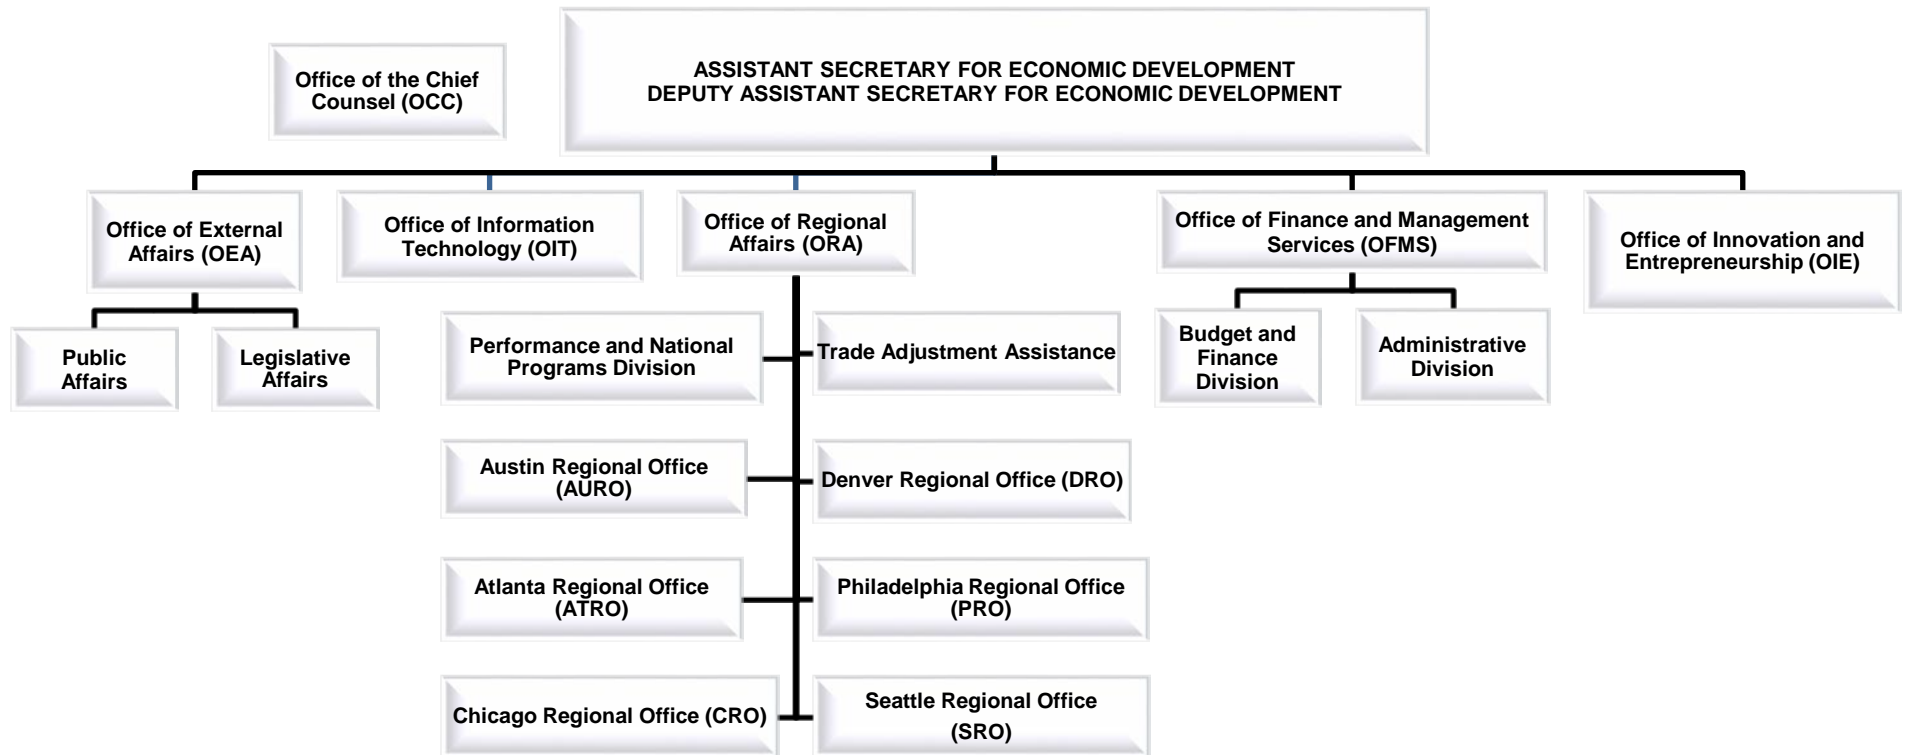 Office of the Chief
Counsel (OCC)
ASSISTANT SECRETARY FOR ECONOMIC DEVELOPMENT
DEPUTY ASSISTANT SECRETARY FOR ECONOMIC DEVELOPMENT
Office of External
Affairs (OEA)
Office of Information
Technology (OIT)
Office of Regional
Affairs (ORA)
Office of Finance and Management
Services (OFMS)
Office of Innovation and
Entrepreneurship (OIE)
Public
Affairs
Legislative
Affairs
Performance and National
Programs Division
Trade Adjustment Assistance
Budget and
Finance
Division
Administrative
Division
Austin Regional Office
(AURO)
Denver Regional Office (DRO)
Atlanta Regional Office
(ATRO)
Philadelphia Regional Office
(PRO)
Chicago Regional Office (CRO)
Seattle Regional Office
(SRO)